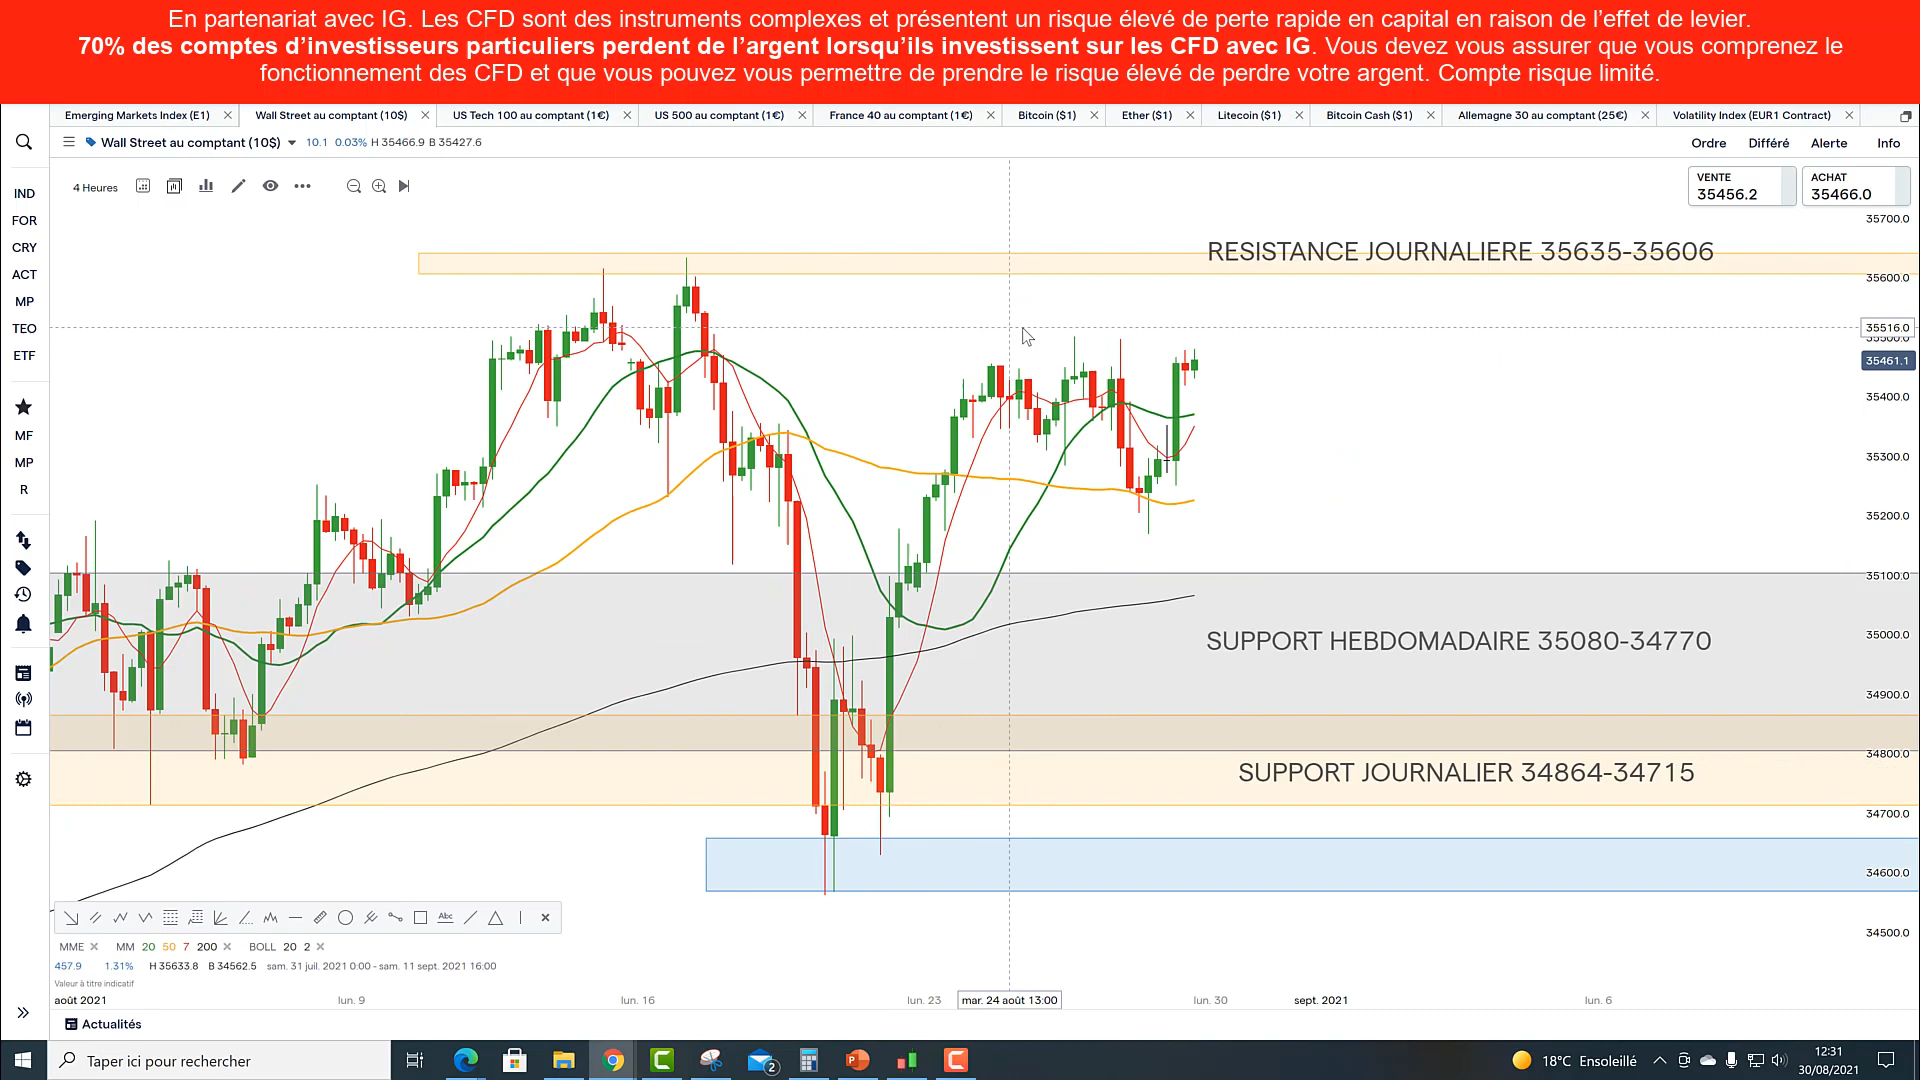 En partenariat avec IG. Les CFD sont des instruments complexes et présentent un risque élevé de perte rapide en capital en raison de l’effet de levier.
70% des comptes d’investisseurs particuliers perdent de l’argent lorsqu’ils investissent sur les CFD avec IG. Vous devez vous assurer que vous comprenez le
fonctionnement des CFD et que vous pouvez vous permettre de prendre le risque élevé de perdre votre argent. Compte risque limité.
Emerging Markets Index (E1) Wall Street au comptant (10$) US Tech 100 au comptant (1€) US 500 au comptant (1€) France 40 au comptant (1€) Bitcoin ($1) Ether ($1) Litecoin ($1) Bitcoin Cash ($1) Allemagne 30 au comptant (25€) Volatility Index (EUR1 Contract)
Wall Street au comptant (10$) 10.1 0.03% H 35466.9 B 35427.6 Ordre Différé Alerte Info
4 Heures
VENTE ACHAT
35456.2 35466.0
IND
FOR
CRY
ACT
MP
TEO
ETF
MF
MP
R
35700.0
RESISTANCE JOURNALIERE 35635-35606
35600.0
35516.0
35500.0
35461.1
35400.0
35300.0
35200.0
35100.0
35000.0
SUPPORT HEBDOMADAIRE 35080-34770
34900.0
34800.0
SUPPORT JOURNALIER 34864-34715
34700.0
34600.0
34500.0
Abc
MME MM 20 50 7 200 BOLL 20 2
457.9 1.31% H 35633.8 B 34562.5 sam. 31 juil. 2021 0:00 - sam. 11 sept. 2021 16:00
Valeur à titre indicatif
août 2021 lun. 9 lun. 16 lun. 23 mar. 24 août 13:00 lun. 30 sept. 2021 lun. 6
Actualités
Taper ici pour rechercher
2
18°C Ensoleillé
12:31
30/08/2021